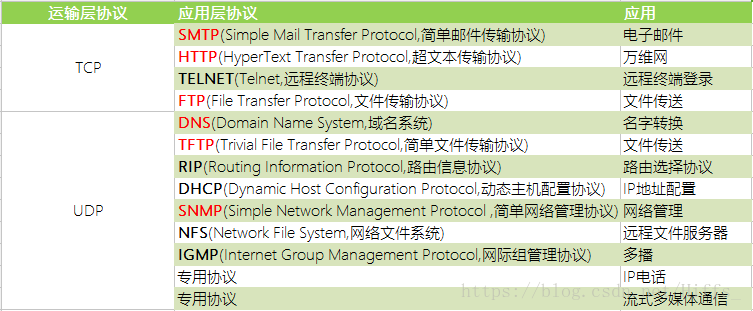 运输层协议 应用层协议 应用
TCP
SMTP(Simple Mail Transfer Protocol,简单邮件传输协议) 电子邮件
HTTP(HyperText Transfer Protocol,超文本传输协议) 万维网
TELNET(Telnet,远程终端协议) 远程终端登录
FTP(File Transfer Protocol,文件传输协议) 文件传送
UDP
DNS(Domain Name System,域名系统) 名字转换
TFTP(Trivial File Transfer Protocol,简单文件传输协议) 文件传送
RIP(Routing Information Protocol,路由信息协议) 路由选择协议
DHCP(Dynamic Host Configuration Protocol,动态主机配置协议) IP地址配置
SNMP(Simple Network Management Protocol ,简单网络管理协议) 网络管理
NFS(Network File System,网络文件系统) 远程文件服务器
IGMP(Internet Group Management Protocol,网际组管理协议) 多播
专用协议 IP电话
专用协议 流式多媒体通信